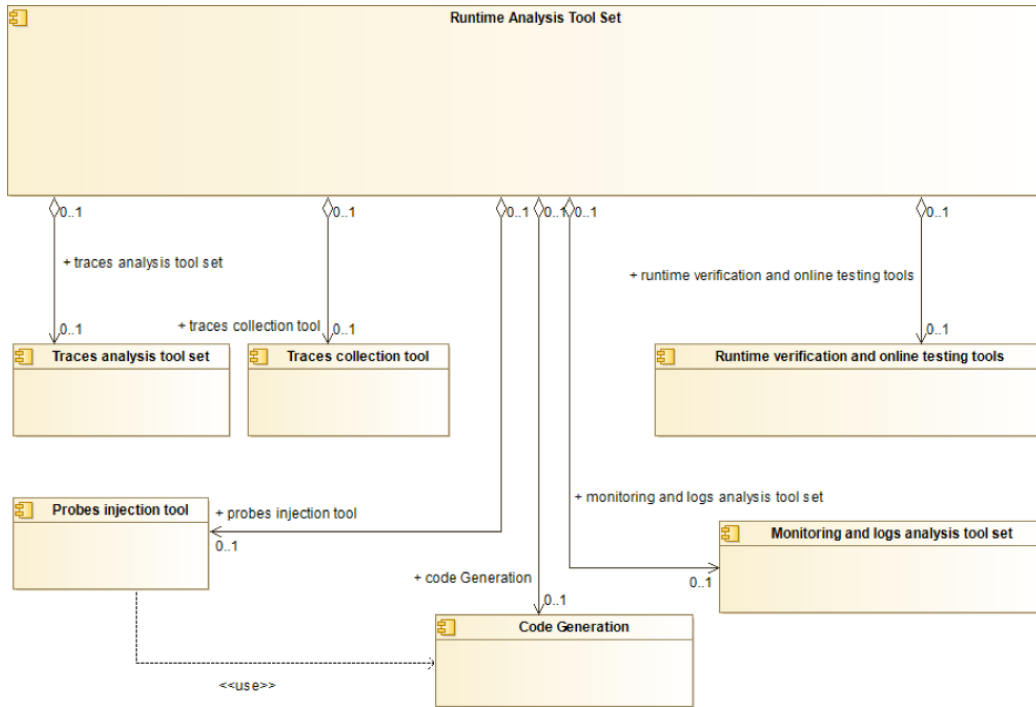 Runtime Analysis Tool Set
0..1
0..1
0..1
0..1
0..1
0..1
+ traces analysis tool set
+ runtime verification and online testing tools
0..1
+ traces collection tool
0..1
0..1
Traces analysis tool set
Traces collection tool
Runtime verification and online testing tools
+ monitoring and logs analysis tool set
Probes injection tool
+ probes injection tool
0..1
Monitoring and logs analysis tool set
+ code Generation
0..1
0..1
Code Generation
<<use>>